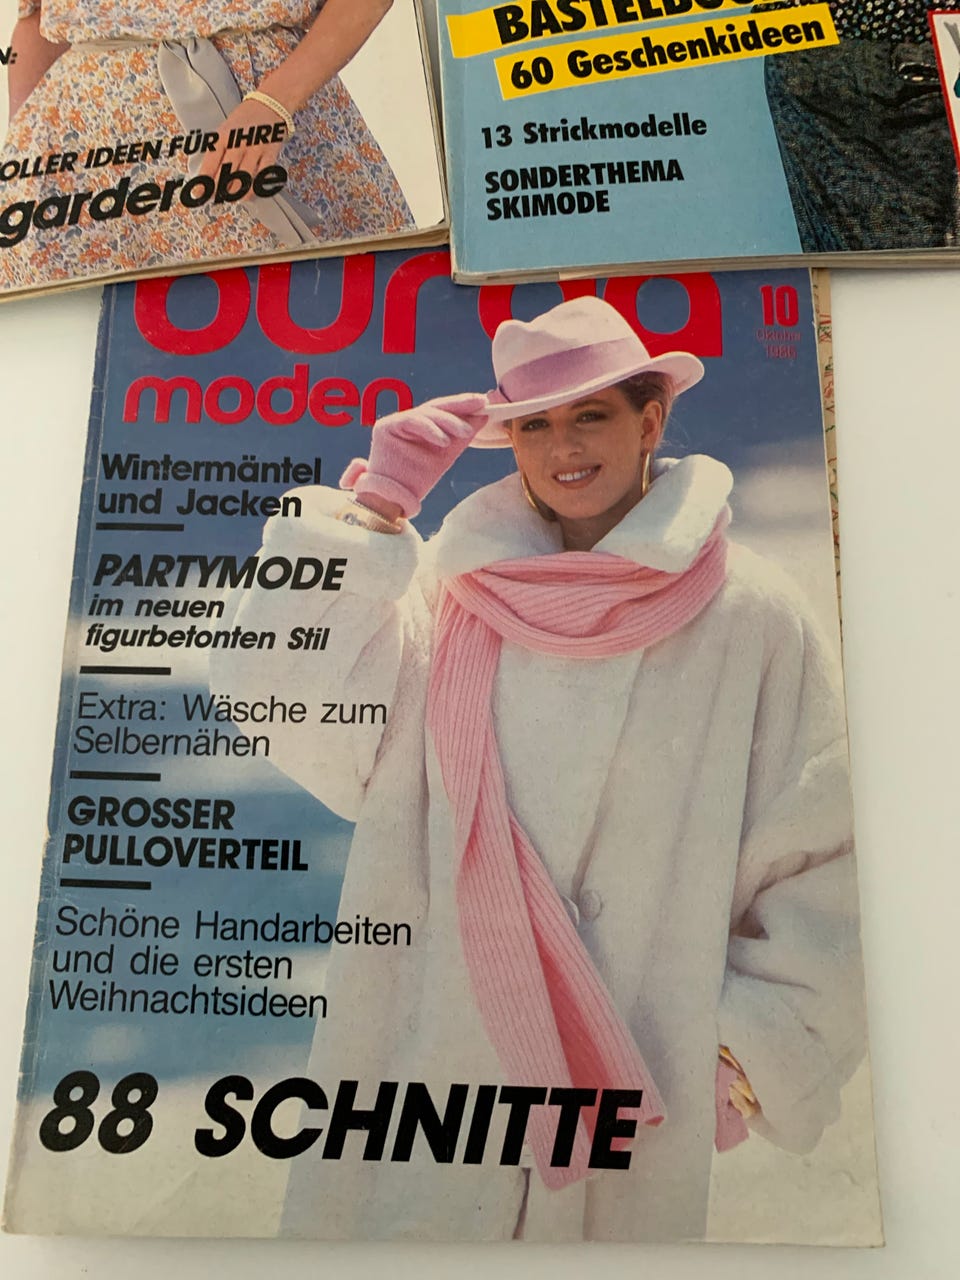 OLLER IDEEN FÜR IHRE
garderobe
60 Geschenkideen
13 Strickmodelle
SONDERTHEMA
SKIMODE
burda
moden
10
Oktober
Wintermäntel
und Jacken
PARTYMODE
im neuen
figurbetonten Stil
Extra: Wäsche zum
Selbernähen
GROSSER
PULLOVERTEIL
Schöne Handarbeiten
und die ersten
Weihnachtsideen
88 SCHNITTE